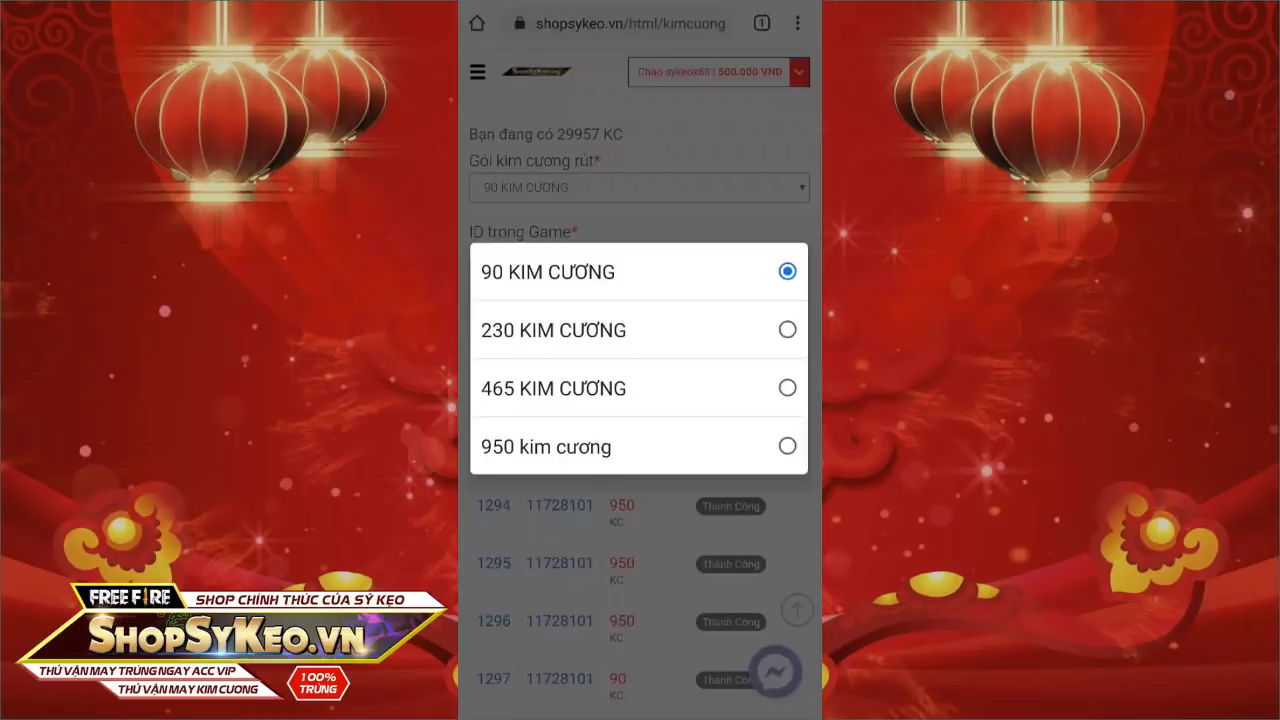 shopsykeo.vn/html/kimcuong
1
SHOPSYKEO.VN
Chào sykeox88 | 500.000 VND
Bạn đang có 29957 KC
Gói kim cương rút*
90 KIM CƯƠNG
ID trong Game*
90 KIM CƯƠNG
230 KIM CƯƠNG
465 KIM CƯƠNG
950 kim cương
1294 11728101 950 KC Thành Công
1295 11728101 950 KC Thành Công
1296 11728101 950 KC Thành Công
1297 11728101 90 KC Thành
FREE FIRE
SHOP CHÍNH THỨC CỦA SỸ KẸO
SHOPSYKEO.VN
THỬ VẬN MAY TRÚNG NGAY ACC VIP
THỬ VẬN MAY KIM CƯƠNG
100%
TRÚNG